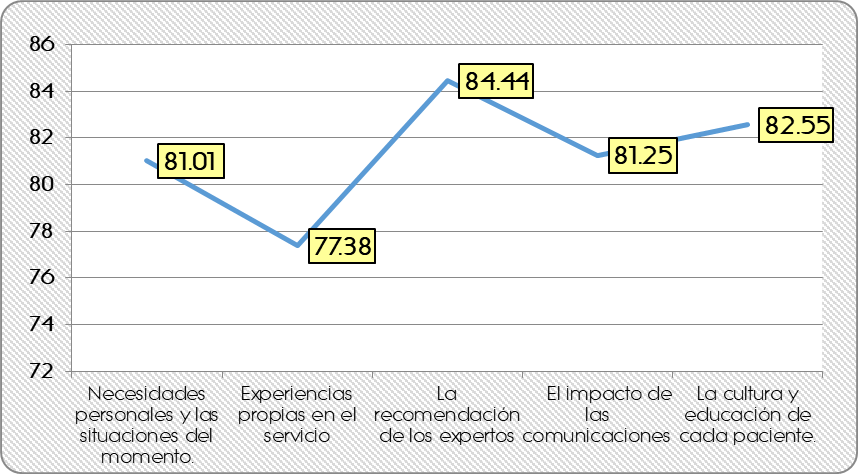 86
84
82
80
78
76
74
72
81.01
77.38
84.44
81.25
82.55
Necesidades
personales y las
situaciones del
momento.
Experiencias
propias en el
servicio
La
recomendación
de los expertos
El impacto de
las
comunicaciones
La cultura y
educación de
cada paciente.